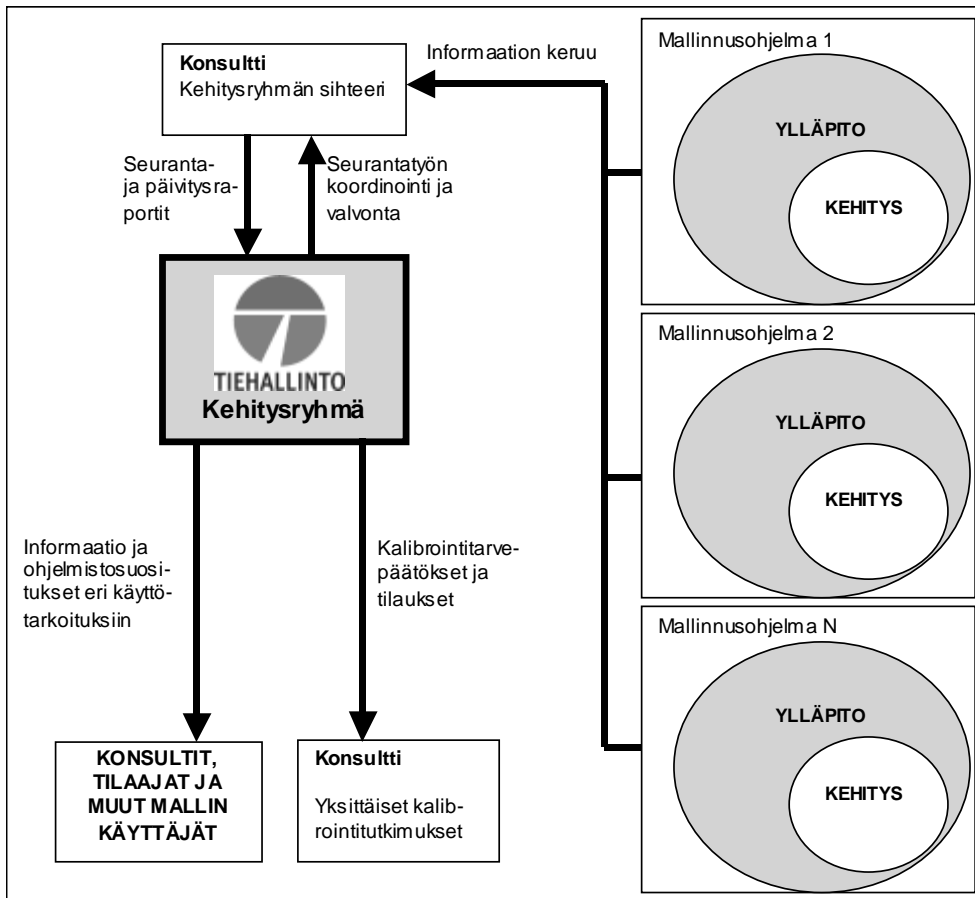 Konsultti
Kehitysryhmän sihteeri
Informaation keruu
Seuranta-
ja päivitysra-
portit
Seurantatyön
koordinointi ja
valvonta
TIEHALLINTO
Kehitysryhmä
Informaatio ja
ohjelmistosuosi-
tukset eri käyttö-
tarkoituksiin
Kalibrointitarve-
päätökset ja
tilaukset
KONSULTIT,
TILAAJAT JA
MUUT MALLIN
KÄYTTÄJÄT
Konsultti
Yksittäiset kalib-
rointitutkimukset
Mallinnusohjelma 1
YLLÄPITO
KEHITYS
Mallinnusohjelma 2
YLLÄPITO
KEHITYS
Mallinnusohjelma N
YLLÄPITO
KEHITYS